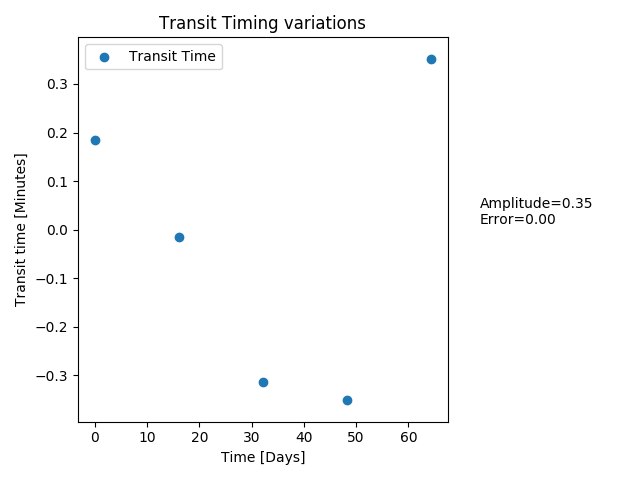 Transit Timing variations
Transit Time
0.3
0.2
0.1
0.0
−0.1
−0.2
−0.3
Transit time [Minutes]
Amplitude=0.35
Error=0.00
0 10 20 30 40 50 60
Time [Days]